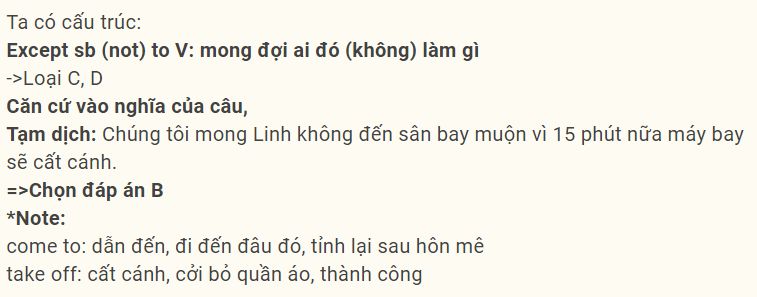 Ta có cấu trúc:
Except sb (not) to V: mong đợi ai đó (không) làm gì
->Loại C, D
Căn cứ vào nghĩa của câu,
Tạm dịch: Chúng tôi mong Linh không đến sân bay muộn vì 15 phút nữa máy bay
sẽ cất cánh.
=>Chọn đáp án B
*Note:
come to: dẫn đến, đi đến đâu đó, tỉnh lại sau hôn mê
take off: cất cánh, cởi bỏ quần áo, thành công